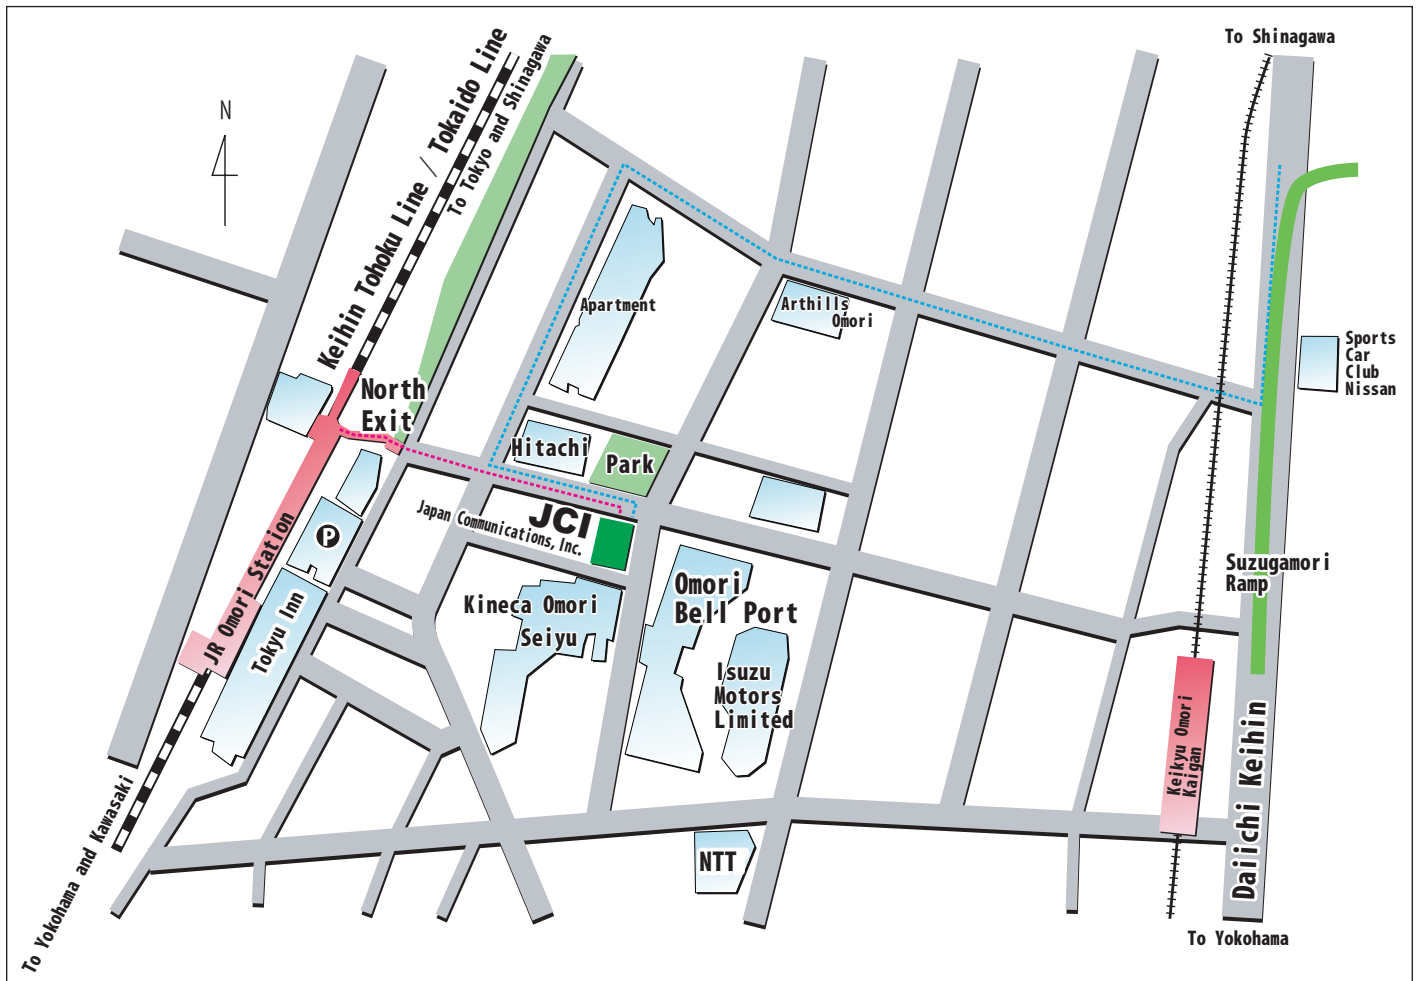 To Shinagawa
N
Keihin Tohoku Line / Tokaido Line
To Tokyo and Shinagawa
Apartment
Arthills
Omori
Sports
Car
Club
Nissan
North
Exit
Hitachi
Park
JCI
Japan Communications, Inc.
P
JR Omori Station
Tokyu Inn
Kineca Omori
Seiyu
Omori
Bell Port
Isuzu
Motors
Limited
Suzugamori
Ramp
Keikyu Omori
Kaigan
Daiichi Keihin
NTT
To Yokohama and Kawasaki
To Yokohama